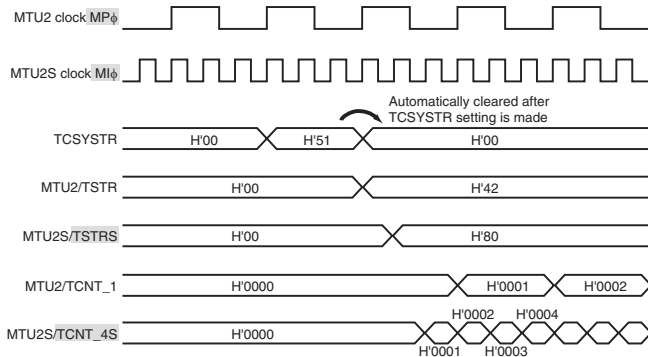 MTU2 clock MPϕ
MTU2S clock MIϕ
Automatically cleared after
TCSYSTR setting is made
TCSYSTR H'00 H'51 H'00
MTU2/TSTR H'00 H'42
MTU2S/TSTRS H'00 H'80
MTU2/TCNT_1 H'0000 H'0001 H'0002
H'0002 H'0004
MTU2S/TCNT_4S H'0000
H'0001 H'0003